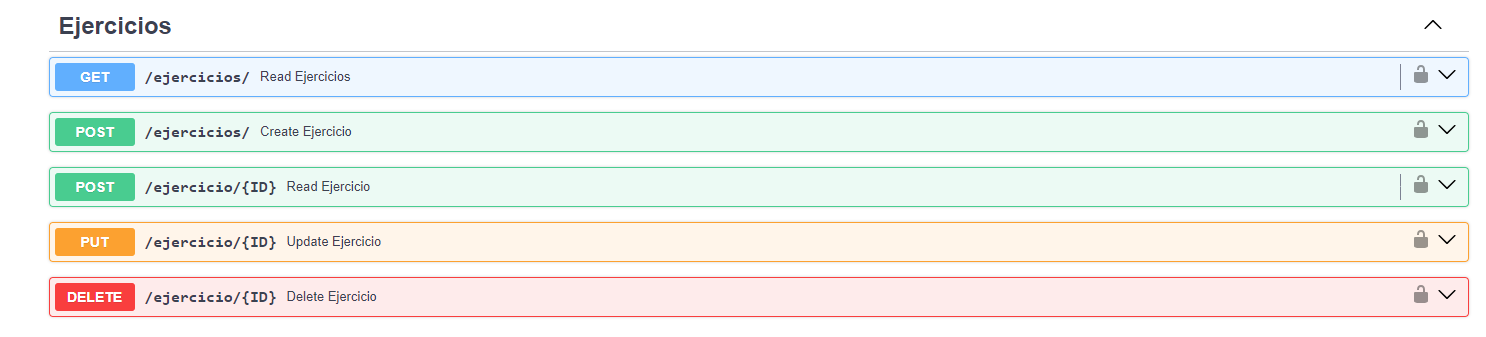 Ejercicios
GET /ejercicios/ Read Ejercicios
POST /ejercicios/ Create Ejercicio
POST /ejercicio/{ID} Read Ejercicio
PUT /ejercicio/{ID} Update Ejercicio
DELETE /ejercicio/{ID} Delete Ejercicio